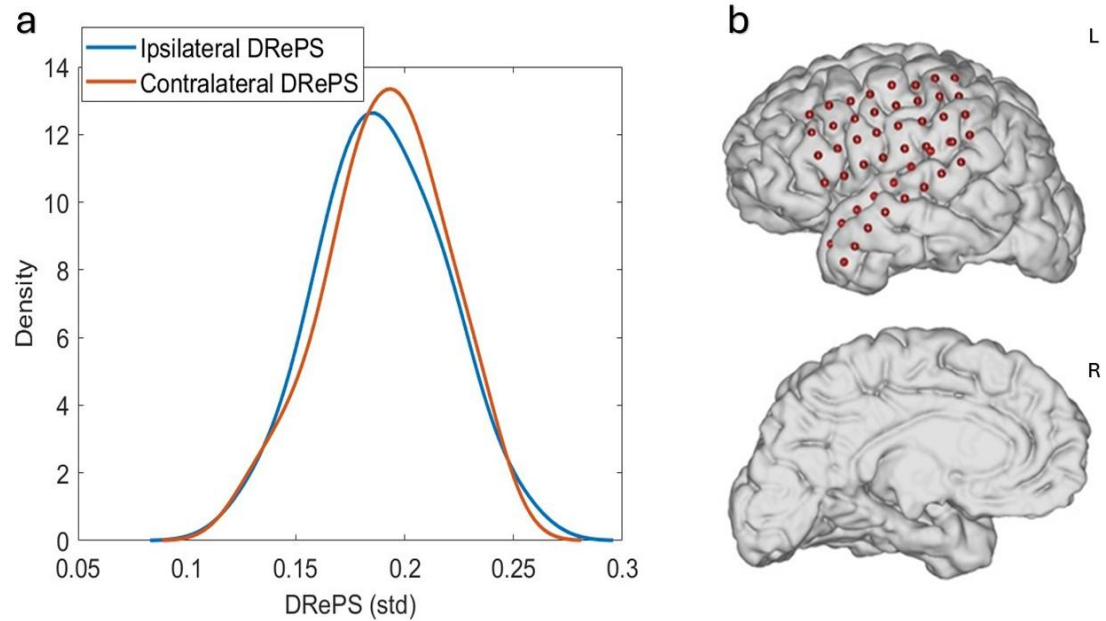 a
Ipsilateral DRePS
Contralateral DRePS
14
12
10
8
6
4
2
0
Density
0.05 0.1 0.15 0.2 0.25 0.3
DRePS (std)
b
L
R